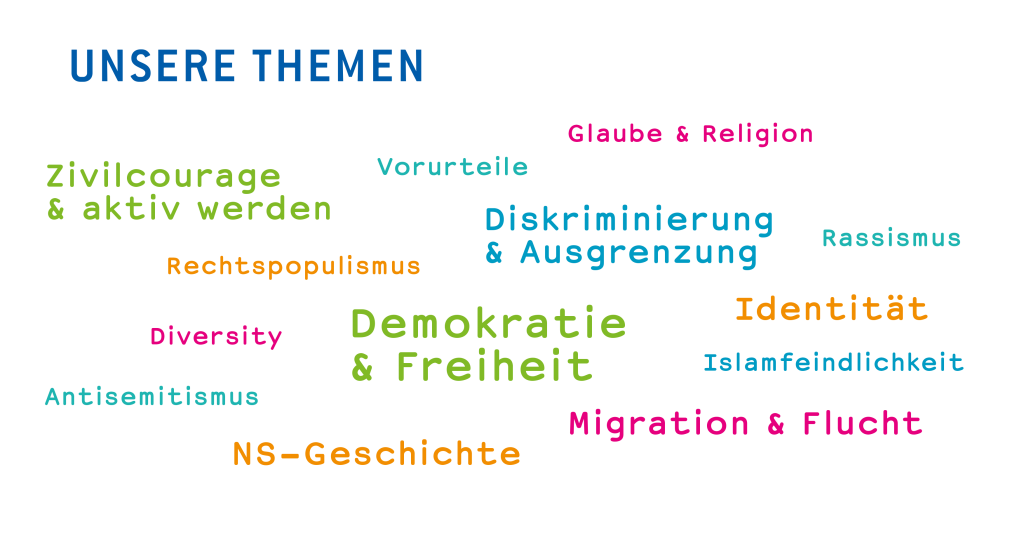 UNSERE THEMEN
Glaube & Religion
Vorurteile
Zivilcourage
& aktiv werden
Diskriminierung
& Ausgrenzung
Rassismus
Rechtspopulismus
Identität
Demokratie
& Freiheit
Diversity
Islamfeindlichkeit
Antisemitismus
Migration & Flucht
NS-Geschichte